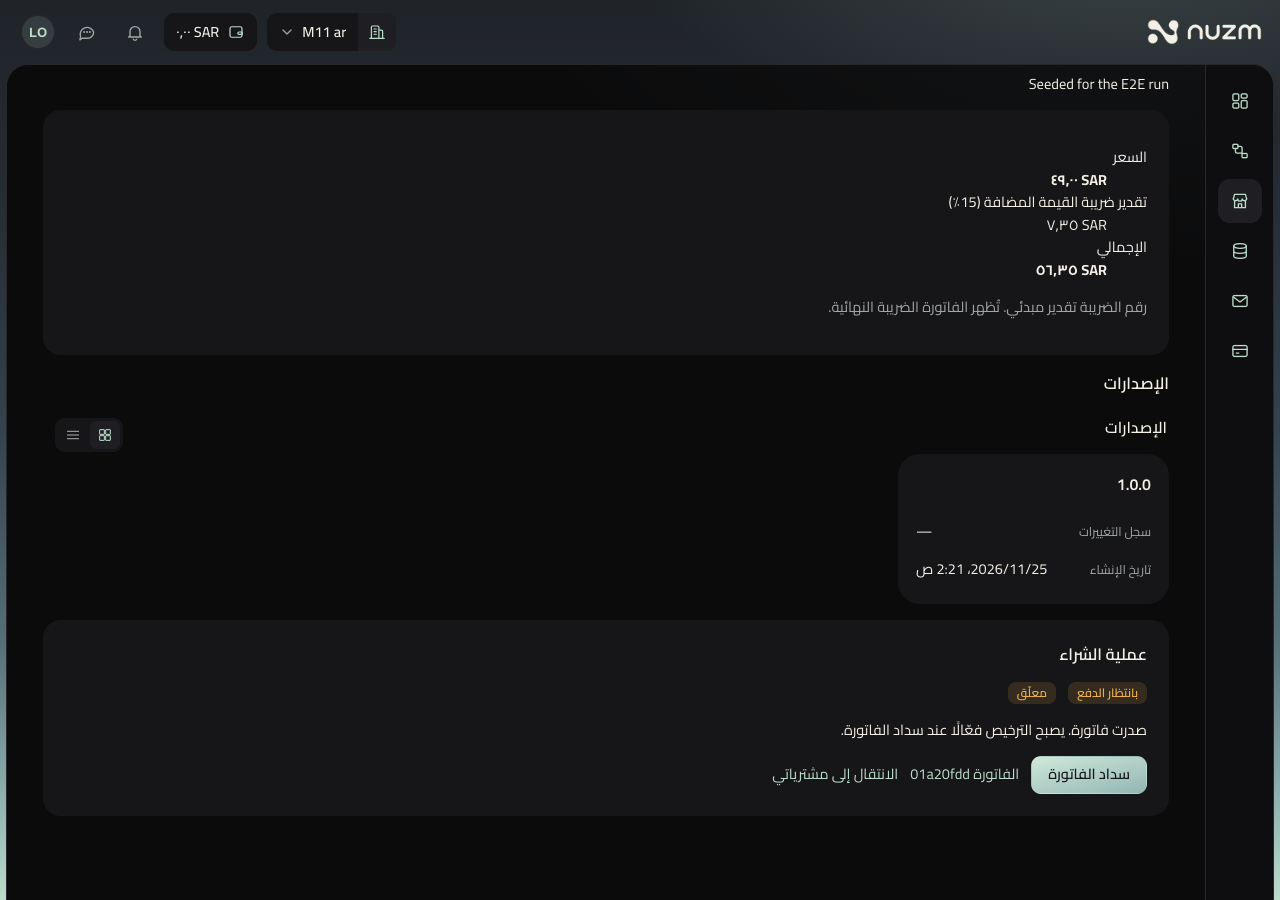 nuzm
M11 ar
٠,٠٠ SAR
LO
Seeded for the E2E run
السعر
٤٩,٠٠ SAR
تقدير ضريبة القيمة المضافة (15٪)
٧,٣٥ SAR
الإجمالي
٥٦,٣٥ SAR
رقم الضريبة تقدير مبدئي. تُظهر الفاتورة الضريبة النهائية.
الإصدارات
الإصدارات
1.0.0
سجل التغييرات —
تاريخ الإنشاء 2026/11/25، 2:21 ص
عملية الشراء
بانتظار الدفع معلّق
صدرت فاتورة. يصبح الترخيص فعّالًا عند سداد الفاتورة.
سداد الفاتورة الفاتورة 01a20fdd الانتقال إلى مشترياتي